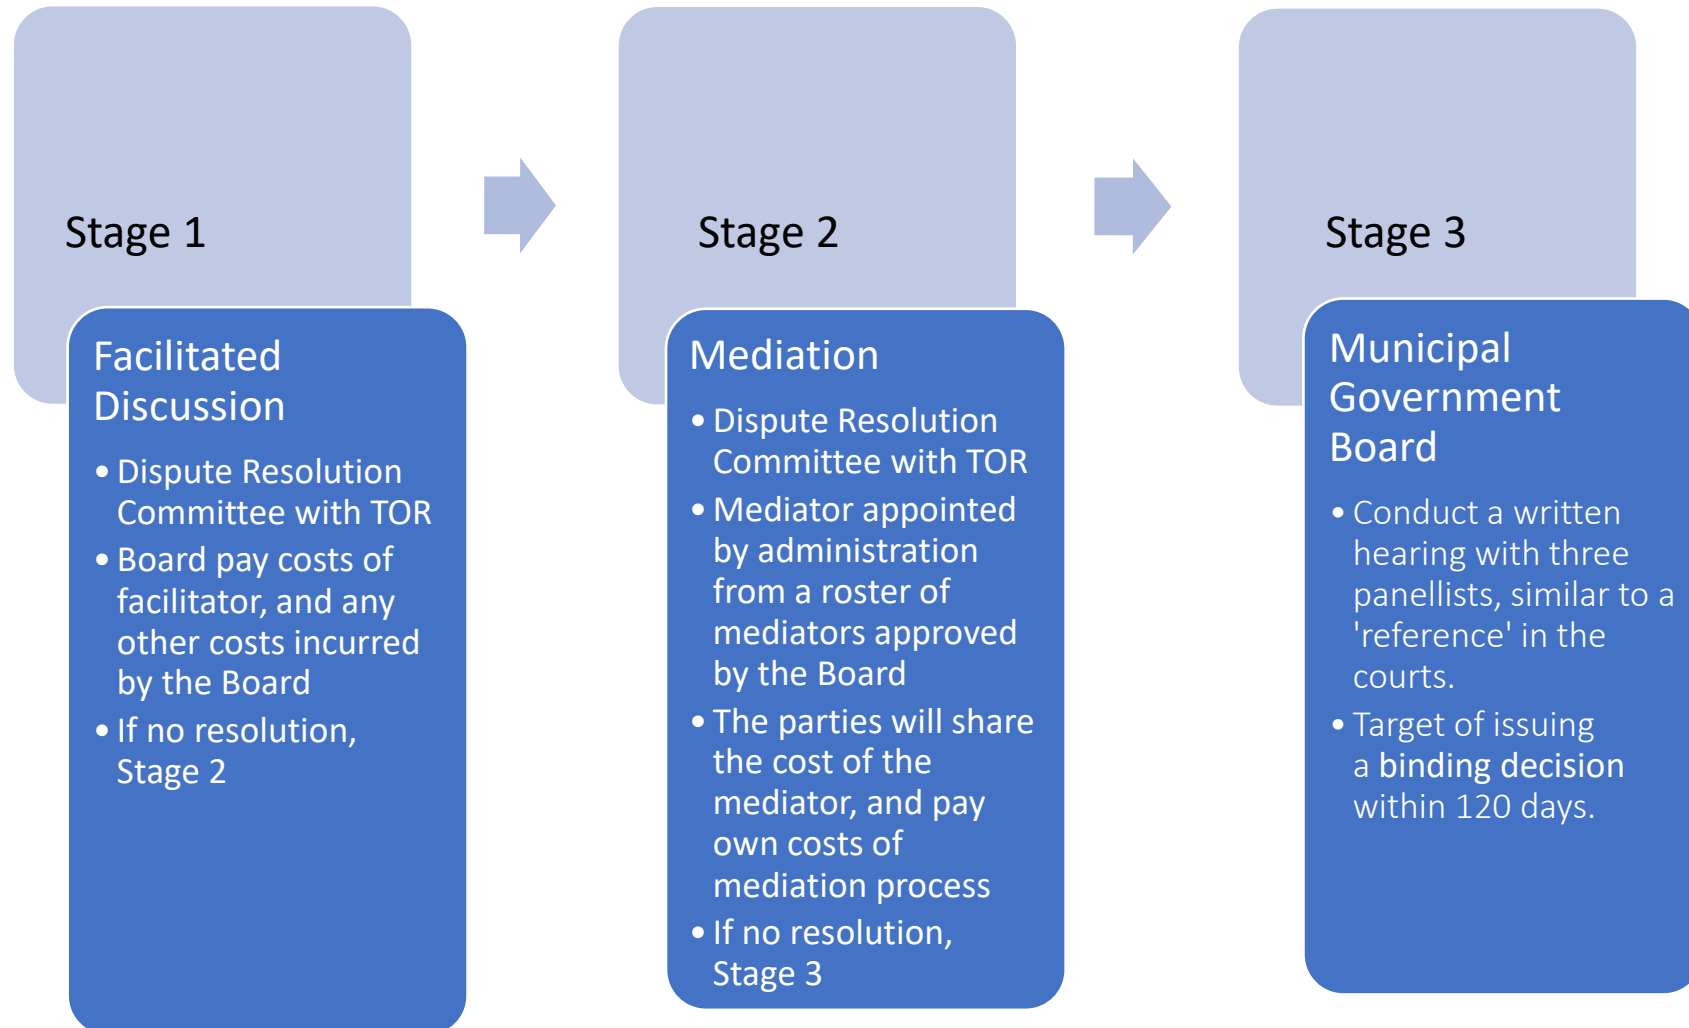 Stage 1
Facilitated
Discussion
• Dispute Resolution
Committee with TOR
• Board pay costs of
facilitator, and any
other costs incurred
by the Board
• If no resolution,
Stage 2
Stage 2
Mediation
• Dispute Resolution
Committee with TOR
• Mediator appointed
by administration
from a roster of
mediators approved
by the Board
• The parties will share
the cost of the
mediator, and pay
own costs of
mediation process
• If no resolution,
Stage 3
Stage 3
Municipal
Government
Board
• Conduct a written
hearing with three
panellists, similar to a
'reference' in the
courts.
• Target of issuing
a binding decision
within 120 days.